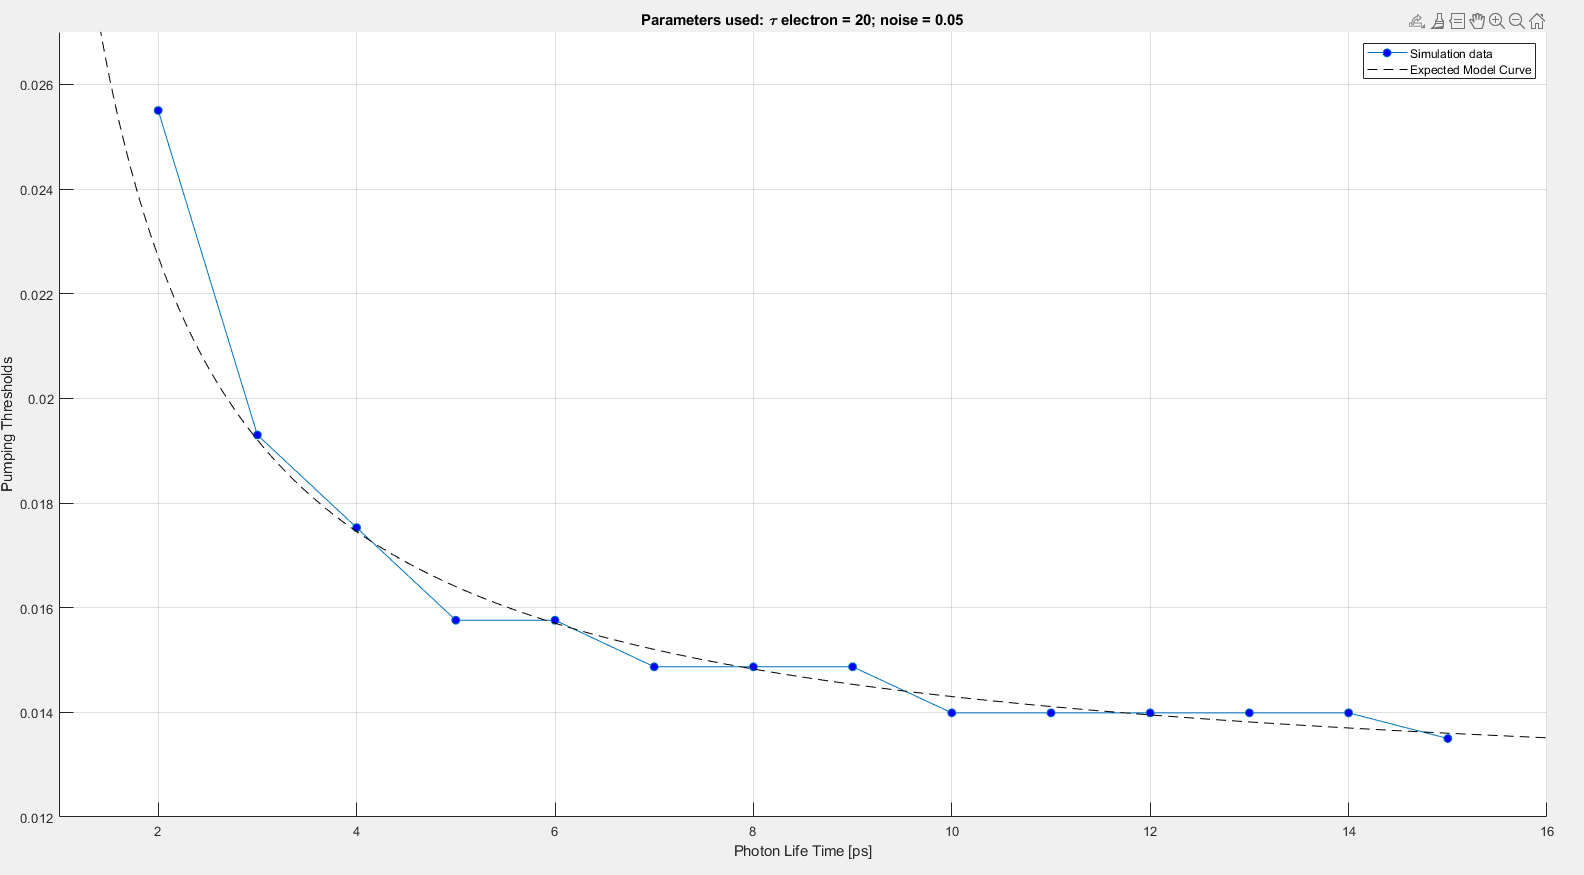 Parameters used: τ electron = 20; noise = 0.05
Simulation data
Expected Model Curve
0.026
0.024
0.022
0.02
0.018
0.016
0.014
0.012
Pumping Thresholds
2 4 6 8 10 12 14 16
Photon Life Time [ps]